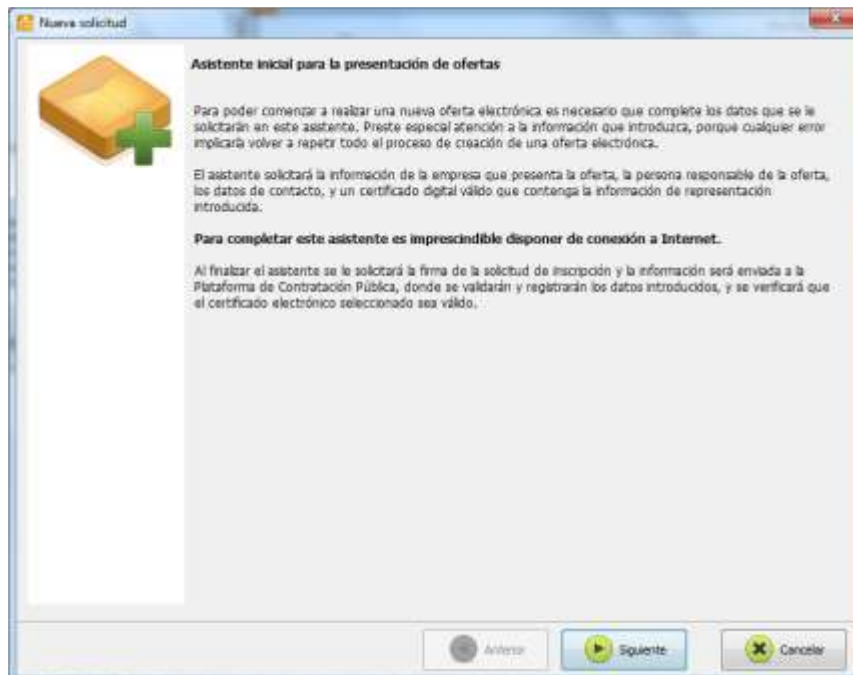 Nueva solicitud
Asistente inicial para la presentación de ofertas
Para poder comenzar a realizar una nueva oferta electrónica es necesario que complete los datos que se le
solicitarán en este asistente. Preste especial atención a la información que introduzca, porque cualquier error
implicará volver a repetir todo el proceso de creación de una oferta electrónica.
El asistente solicitará la información de la empresa que presenta la oferta, la persona responsable de la oferta,
los datos de contacto, y un certificado digital válido que contenga la información de representación
introducida.
Para completar este asistente es imprescindible disponer de conexión a Internet.
Al finalizar el asistente se le solicitará la firma de la solicitud de inscripción y la información será enviada a la
Plataforma de Contratación Pública, donde se validarán y registrarán los datos introducidos, y se verificará que
el certificado electrónico seleccionado sea válido.
Anterior
Siguiente
Cancelar